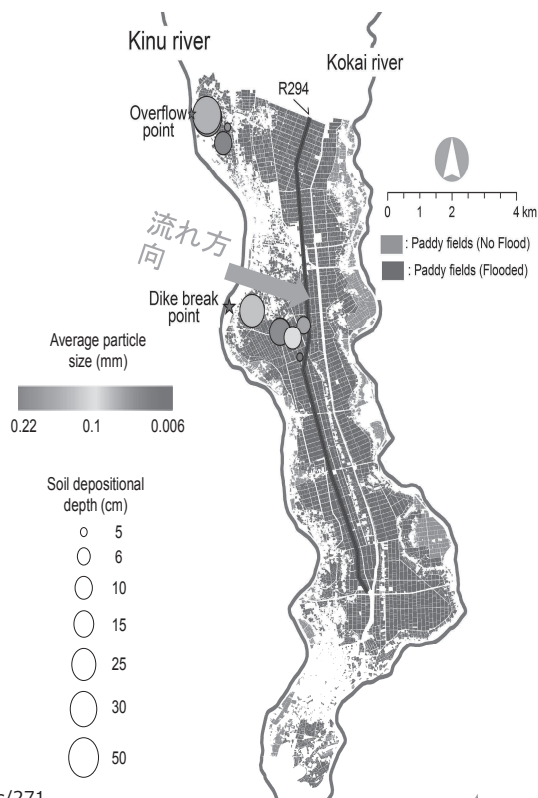 Kinu river
Kokai river
R294
Overflow
point
0 1 2 4 km
: Paddy fields (No Flood)
: Paddy fields (Flooded)
流れ方
向
Dike break
point
Average particle
size (mm)
0.22 0.1 0.006
Soil depositional
depth (cm)
5
6
10
15
25
30
50
s/271